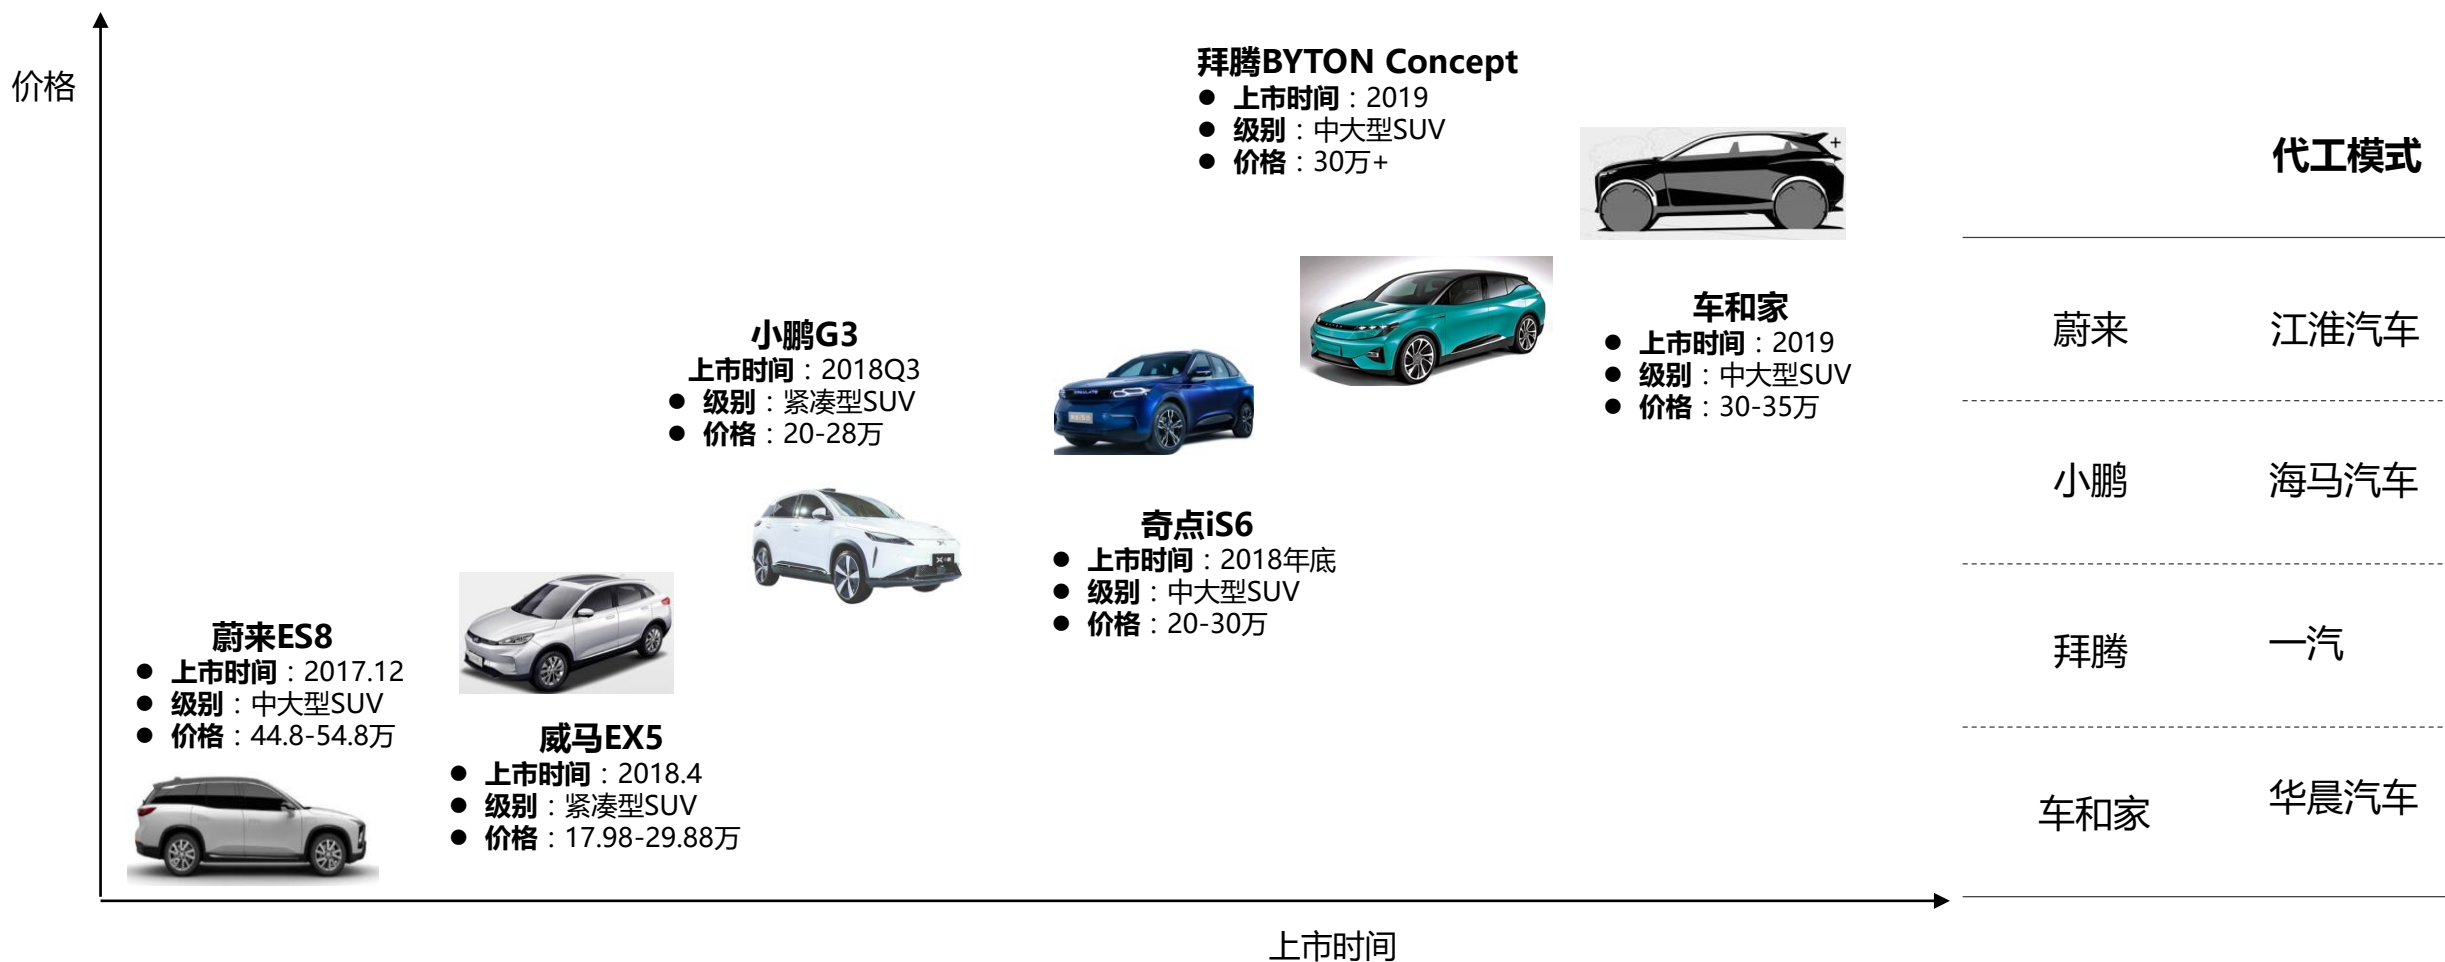 价格
拜腾BYTON Concept
● 上市时间：2019
● 级别：中大型SUV
● 价格：30万+
小鹏G3
上市时间：2018Q3
● 级别：紧凑型SUV
● 价格：20-28万
车和家
● 上市时间：2019
● 级别：中大型SUV
● 价格：30-35万
奇点iS6
● 上市时间：2018年底
● 级别：中大型SUV
● 价格：20-30万
蔚来ES8
● 上市时间：2017.12
● 级别：中大型SUV
● 价格：44.8-54.8万
威马EX5
● 上市时间：2018.4
● 级别：紧凑型SUV
● 价格：17.98-29.88万
上市时间
代工模式
蔚来 江淮汽车
小鹏 海马汽车
拜腾 一汽
车和家 华晨汽车